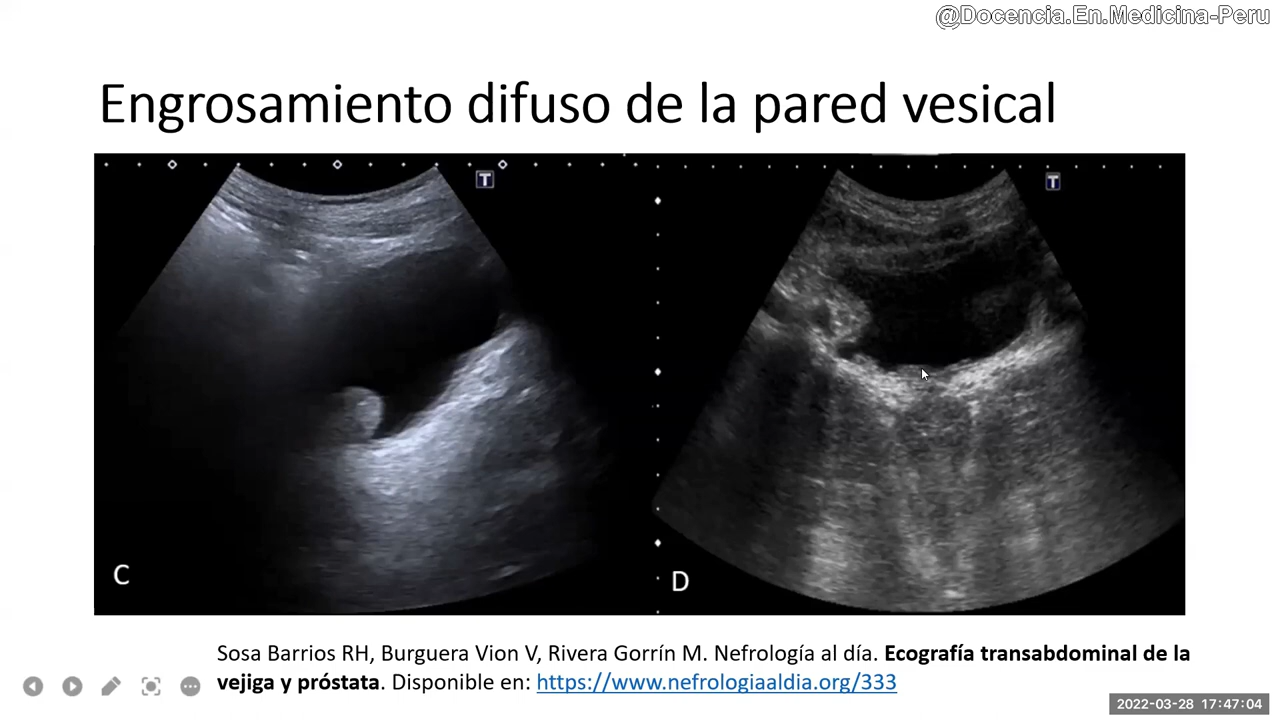 @Docencia.En.Medicina-Peru
Engrosamiento difuso de la pared vesical
T
T
C
D
Sosa Barrios RH, Burguera Vion V, Rivera Gorrín M. Nefrología al día. Ecografía transabdominal de la
vejiga y próstata. Disponible en: https://www.nefrologiaaldia.org/333
2022-03-28 17:47:04